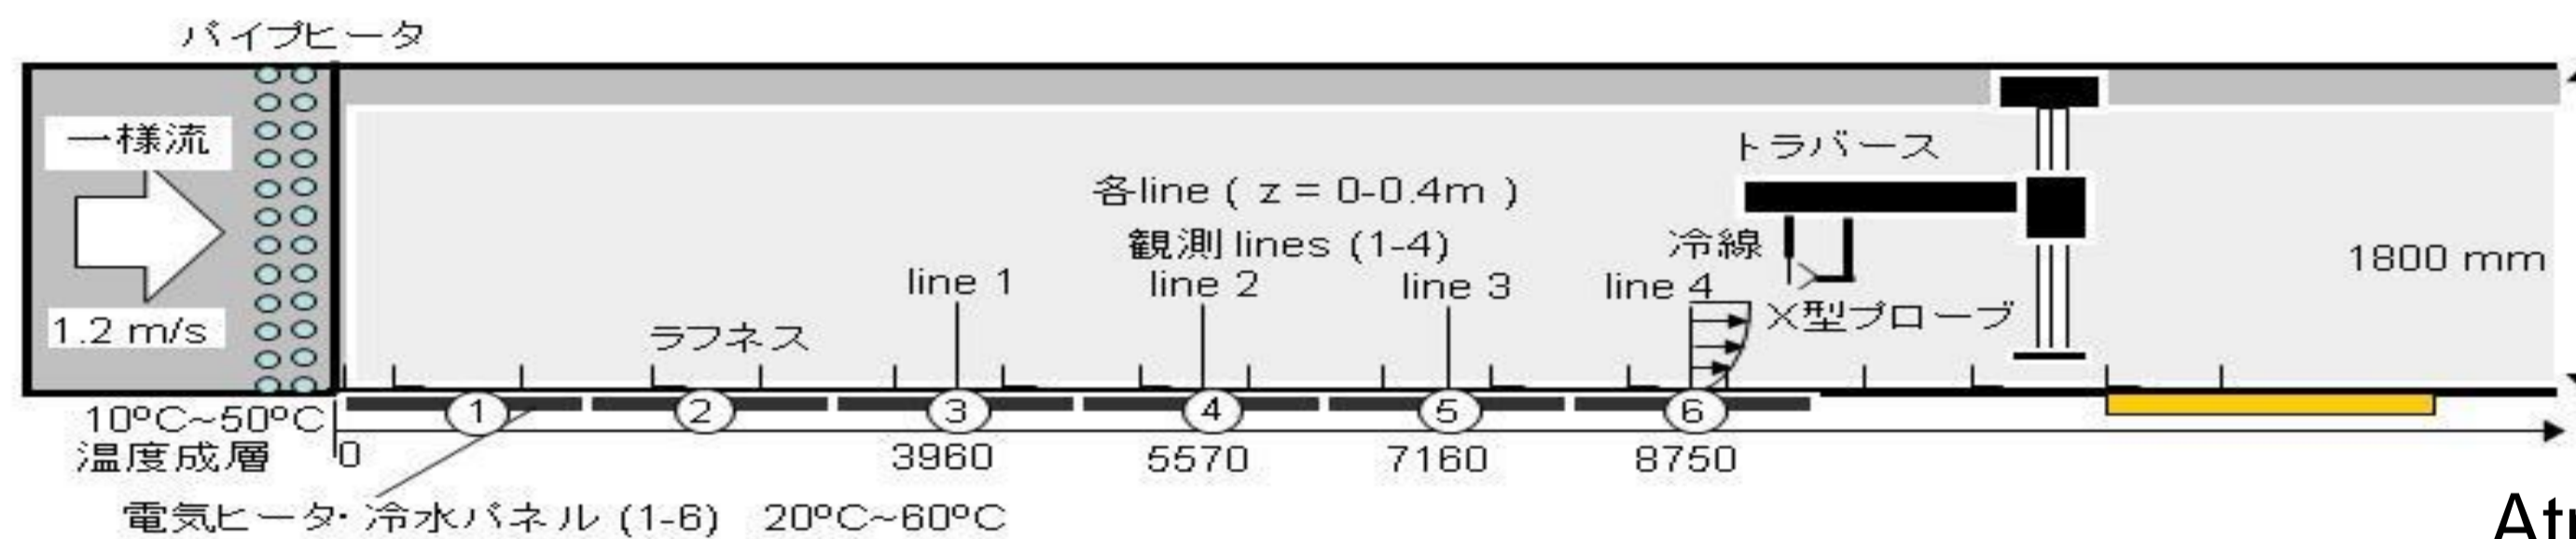 パイプヒータ
一様流
1.2 m/s
トラバース
各line ( z = 0-0.4m )
観測 lines (1-4)
冷線
1800 mm
line 1
line 2
line 3
line 4
X型プローブ
ラフネス
① ② ③ ④ ⑤ ⑥
10ºC~50ºC
温度成層
0
3960
5570
7160
8750
電気ヒータ・冷水パネル (1-6) 20ºC~60ºC